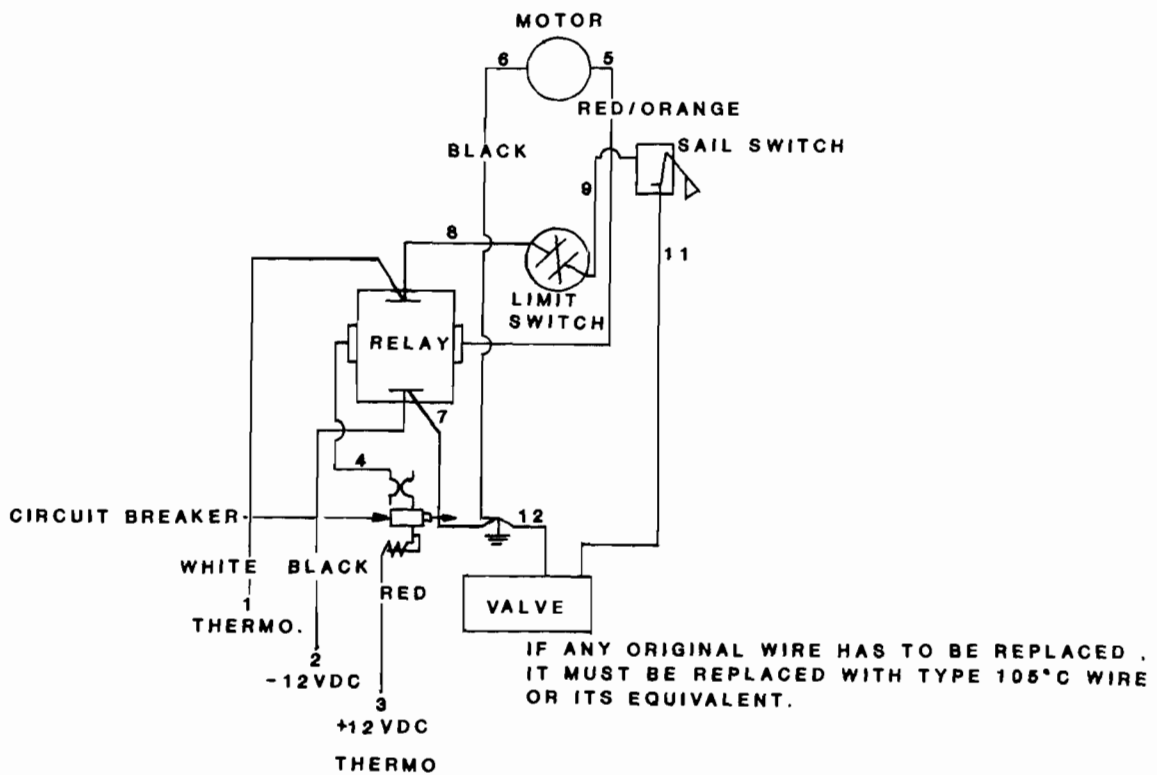 MOTOR
6
5
RED/ORANGE
BLACK
SAIL SWITCH
9
8
11
LIMIT
SWITCH
RELAY
7
4
CIRCUIT BREAKER
12
WHITE
BLACK
RED
1
THERMO.
VALVE
2
-12VDC
3
+12VDC
THERMO
IF ANY ORIGINAL WIRE HAS TO BE REPLACED ,
IT MUST BE REPLACED WITH TYPE 105°C WIRE
OR ITS EQUIVALENT.